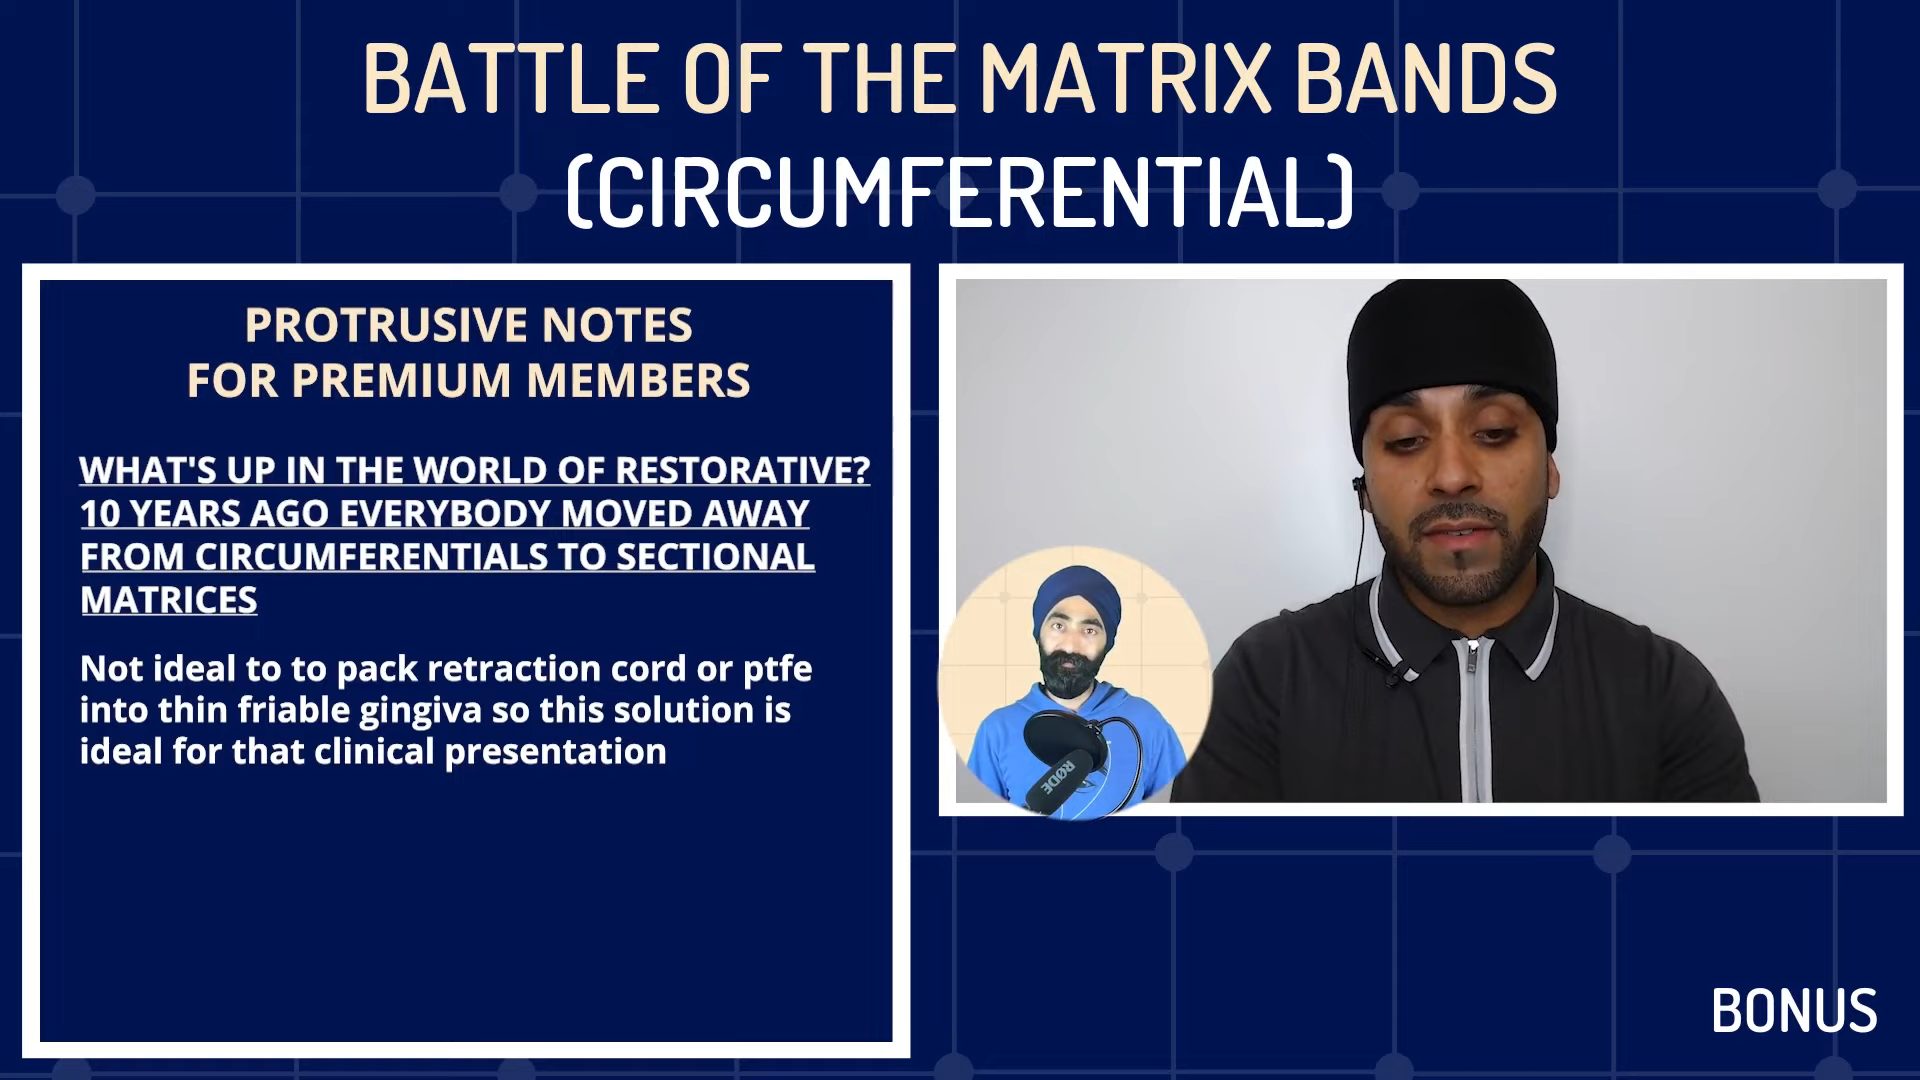 BATTLE OF THE MATRIX BANDS
(CIRCUMFERENTIAL)
PROTRUSIVE NOTES
FOR PREMIUM MEMBERS
WHAT'S UP IN THE WORLD OF RESTORATIVE?
10 YEARS AGO EVERYBODY MOVED AWAY
FROM CIRCUMFERENTIALS TO SECTIONAL
MATRICES
Not ideal to to pack retraction cord or ptfe
into thin friable gingiva so this solution is
ideal for that clinical presentation
RØDE
BONUS